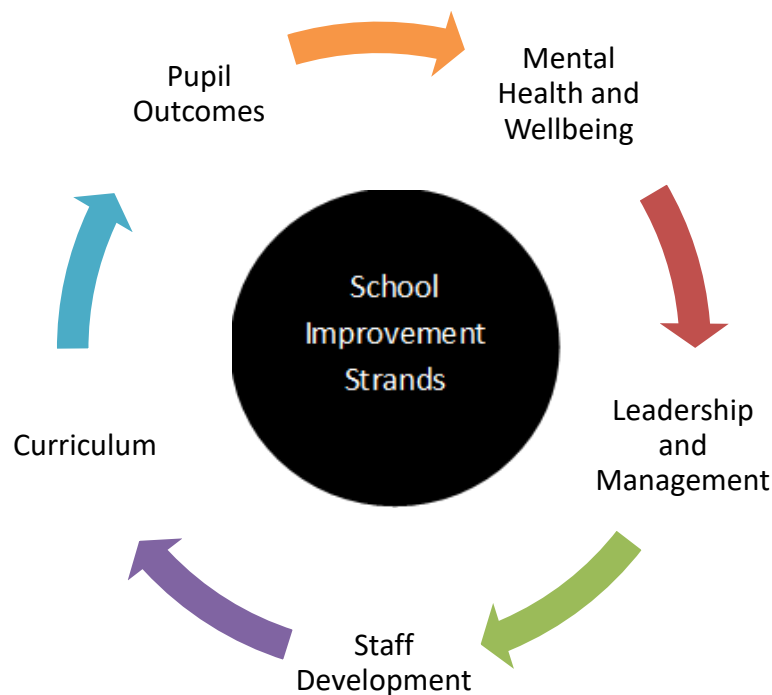 Pupil
Outcomes
Mental
Health and
Wellbeing
School
Improvement
Strands
Leadership
and
Management
Curriculum
Staff
Development